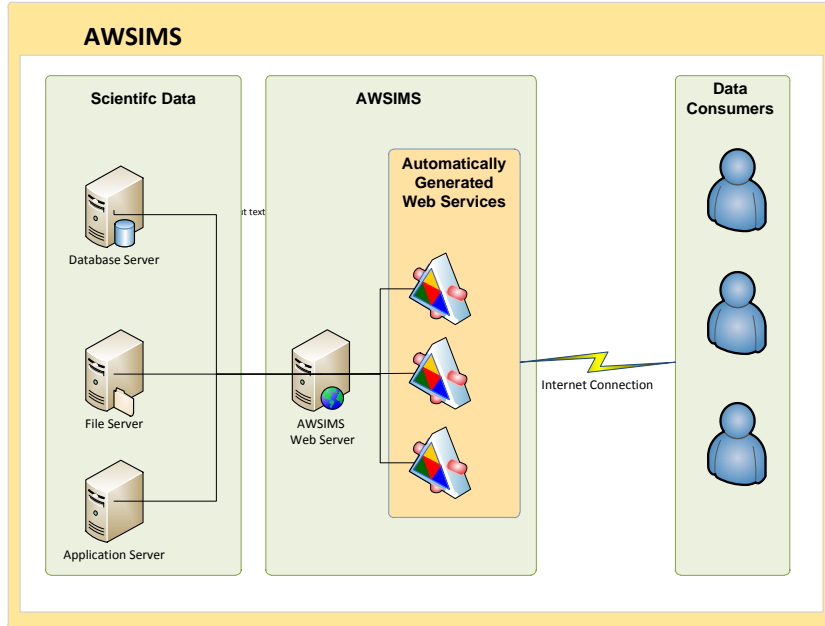 AWSIMS
Scientifc Data
AWSIMS
Data
Consumers
Automatically
Generated
Web Services
text
Database Server
File Server
AWSIMS
Web Server
Internet Connection
Application Server